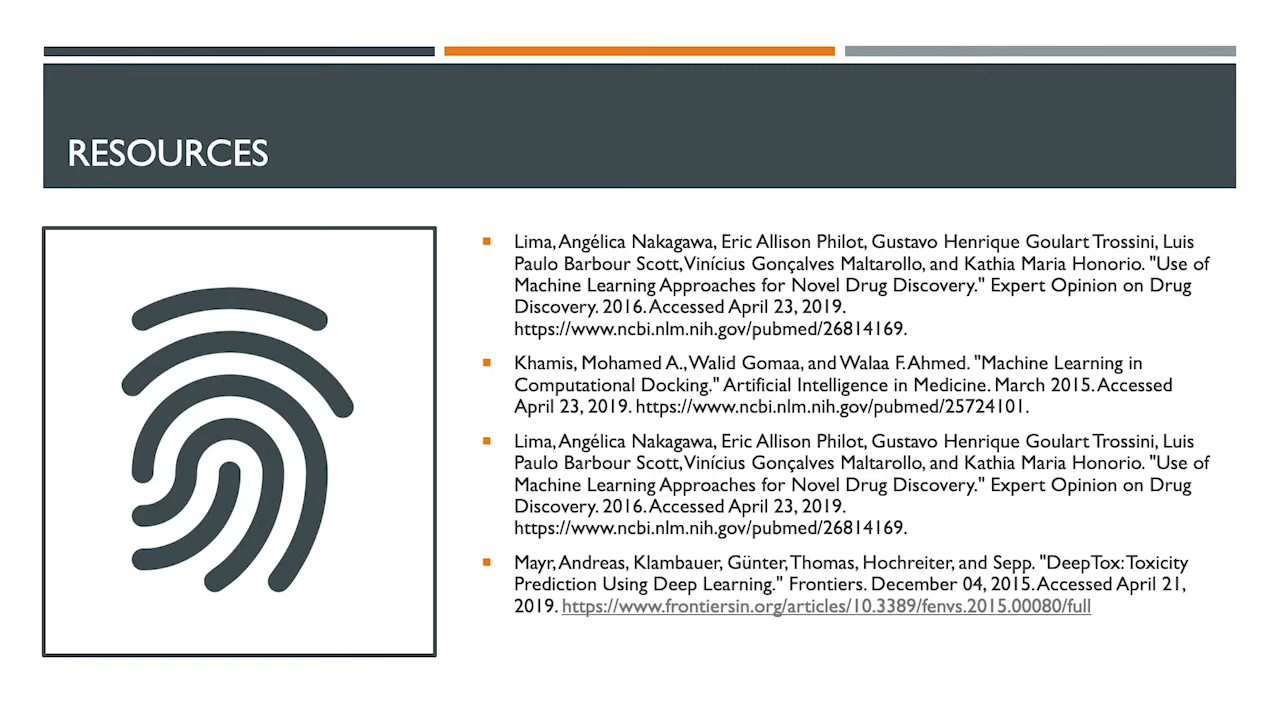 RESOURCES
Lima, Angélica Nakagawa, Eric Allison Philot, Gustavo Henrique Goulart Trossini, Luis
Paulo Barbour Scott, Vinícius Gonçalves Maltarollo, and Kathia Maria Honorio. "Use of
Machine Learning Approaches for Novel Drug Discovery." Expert Opinion on Drug
Discovery. 2016. Accessed April 23, 2019.
https://www.ncbi.nlm.nih.gov/pubmed/26814169.
Khamis, Mohamed A., Walid Gomaa, and Walaa F. Ahmed. "Machine Learning in
Computational Docking." Artificial Intelligence in Medicine. March 2015. Accessed
April 23, 2019. https://www.ncbi.nlm.nih.gov/pubmed/25724101.
Lima, Angélica Nakagawa, Eric Allison Philot, Gustavo Henrique Goulart Trossini, Luis
Paulo Barbour Scott, Vinícius Gonçalves Maltarollo, and Kathia Maria Honorio. "Use of
Machine Learning Approaches for Novel Drug Discovery." Expert Opinion on Drug
Discovery. 2016. Accessed April 23, 2019.
https://www.ncbi.nlm.nih.gov/pubmed/26814169.
Mayr, Andreas, Klambauer, Günter, Thomas, Hochreiter, and Sepp. "DeepTox: Toxicity
Prediction Using Deep Learning." Frontiers. December 04, 2015. Accessed April 21,
2019. https://www.frontiersin.org/articles/10.3389/fenvs.2015.00080/full